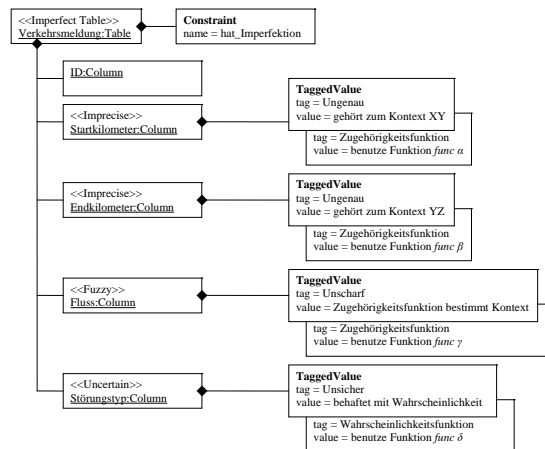 <<Imperfect Table>>
Verkehrsmeldung:Table
Constraint
name = hat_Imperfektion
ID:Column
<<Imprecise>>
Startkilometer:Column
TaggedValue
tag = Ungenau
value = gehört zum Kontext XY
tag = Zugehörigkeitsfunktion
value = benutze Funktion func α
<<Imprecise>>
Endkilometer:Column
TaggedValue
tag = Ungenau
value = gehört zum Kontext YZ
tag = Zugehörigkeitsfunktion
value = benutze Funktion func β
<<Fuzzy>>
Fluss:Column
TaggedValue
tag = Unscharf
value = Zugehörigkeitsfunktion bestimmt Kontext
tag = Zugehörigkeitsfunktion
value = benutze Funktion func γ
<<Uncertain>>
Störungstyp:Column
TaggedValue
tag = Unsicher
value = behaftet mit Wahrscheinlichkeit
tag = Wahrscheinlichkeitsfunktion
value = benutze Funktion func δ